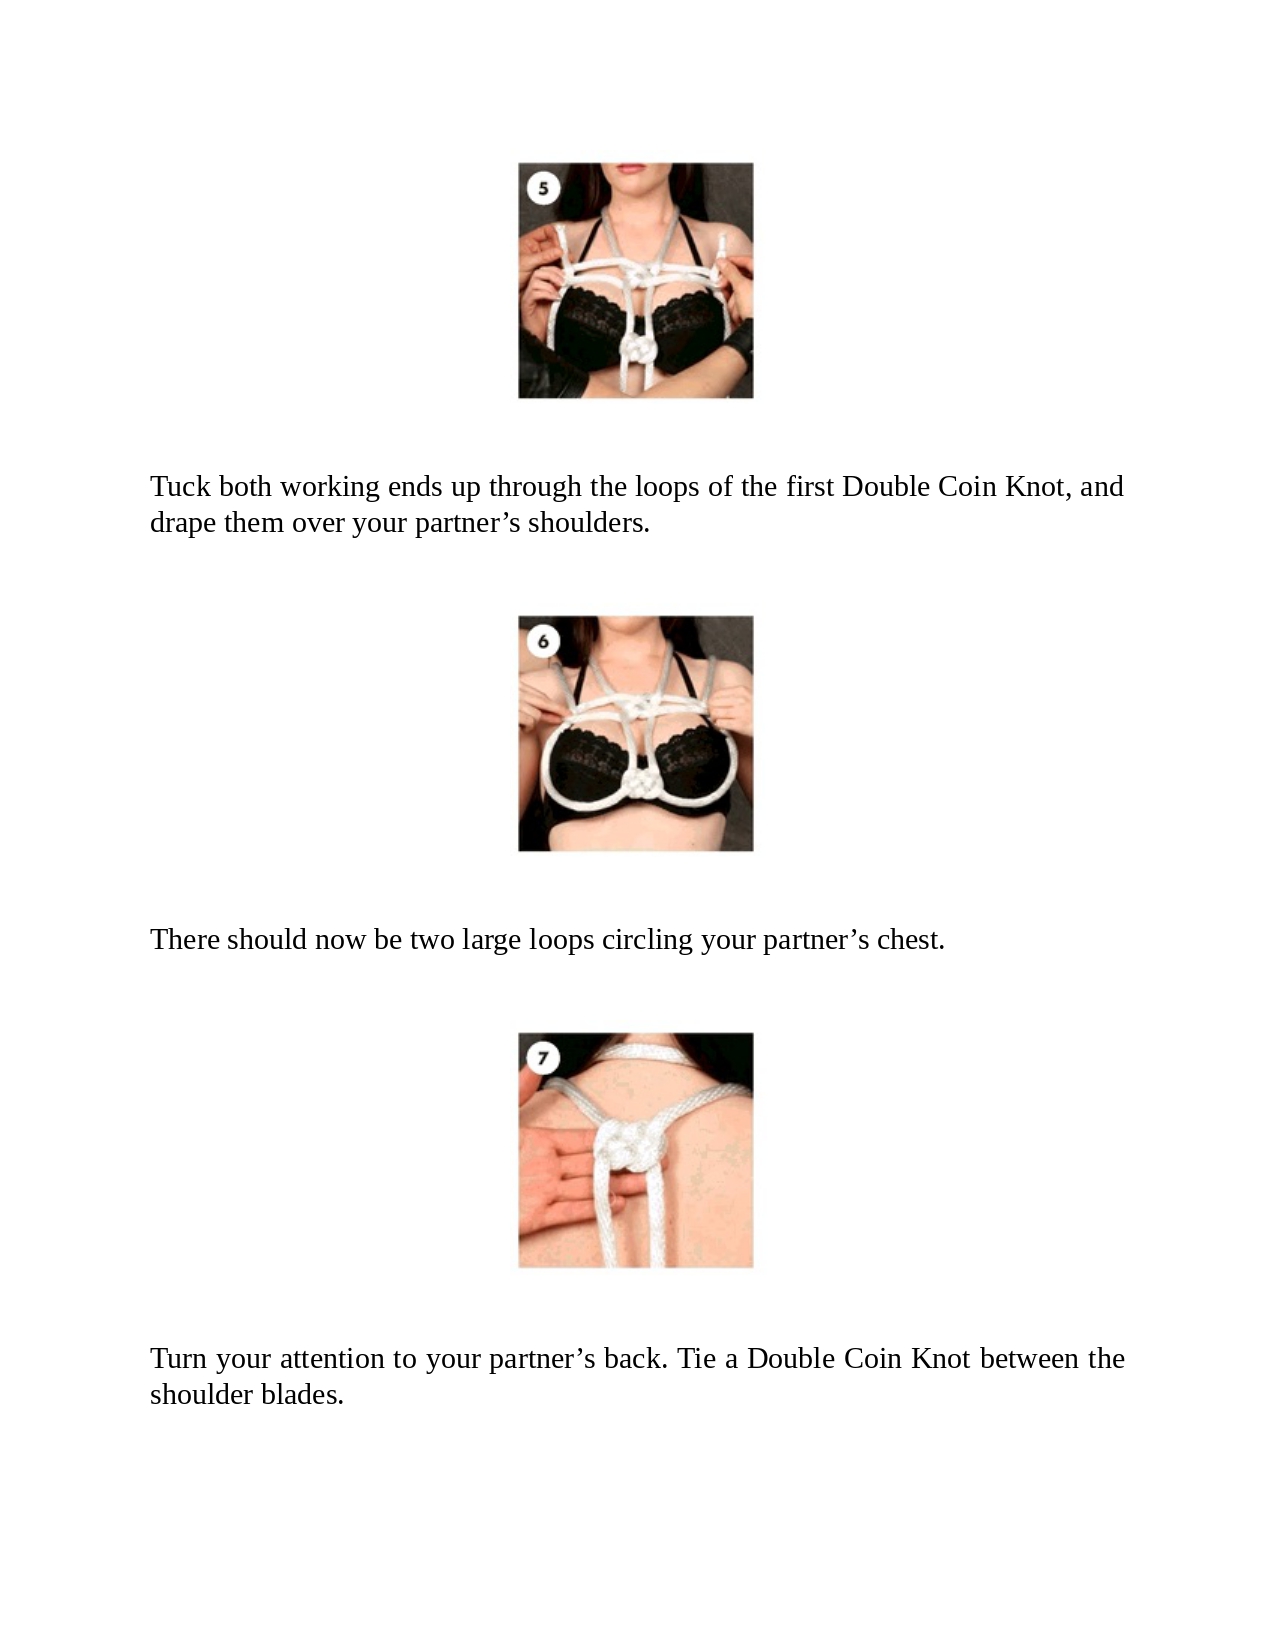 5
Tuck both working ends up through the loops of the first Double Coin Knot, and
drape them over your partner’s shoulders.
6
There should now be two large loops circling your partner’s chest.
7
Turn your attention to your partner’s back. Tie a Double Coin Knot between the
shoulder blades.